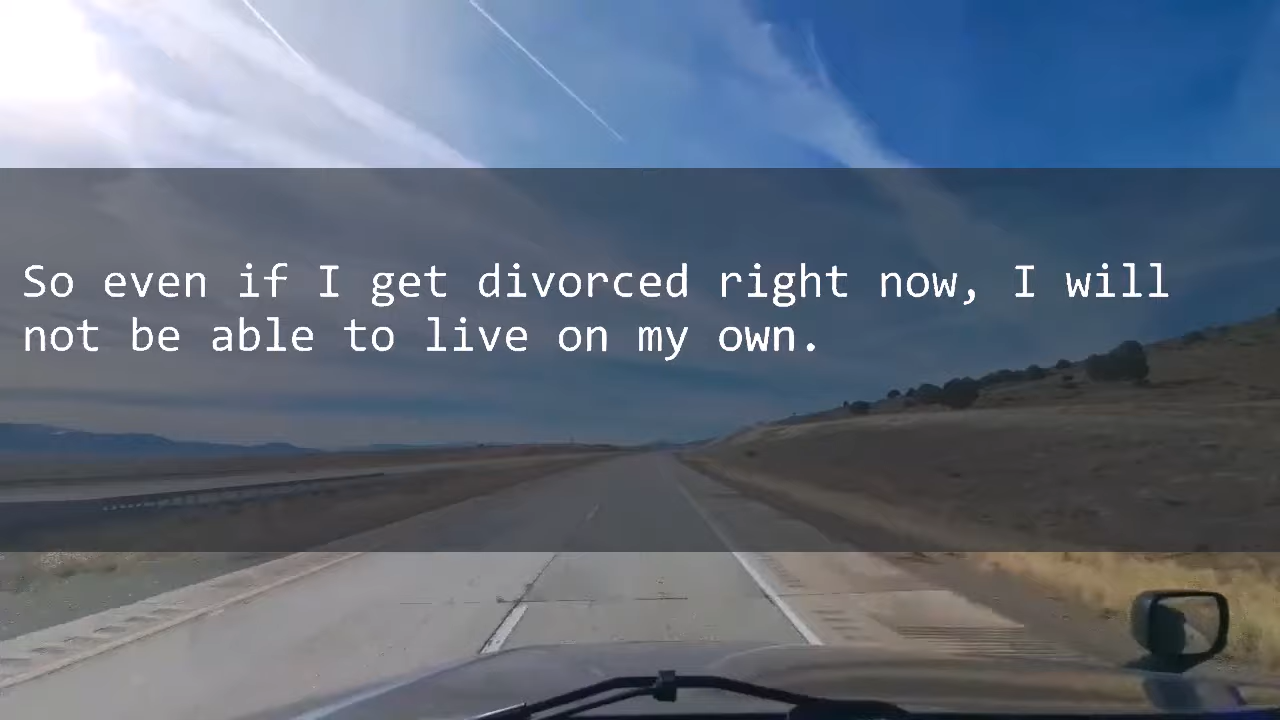 So even if I get divorced right now, I will
not be able to live on my own.